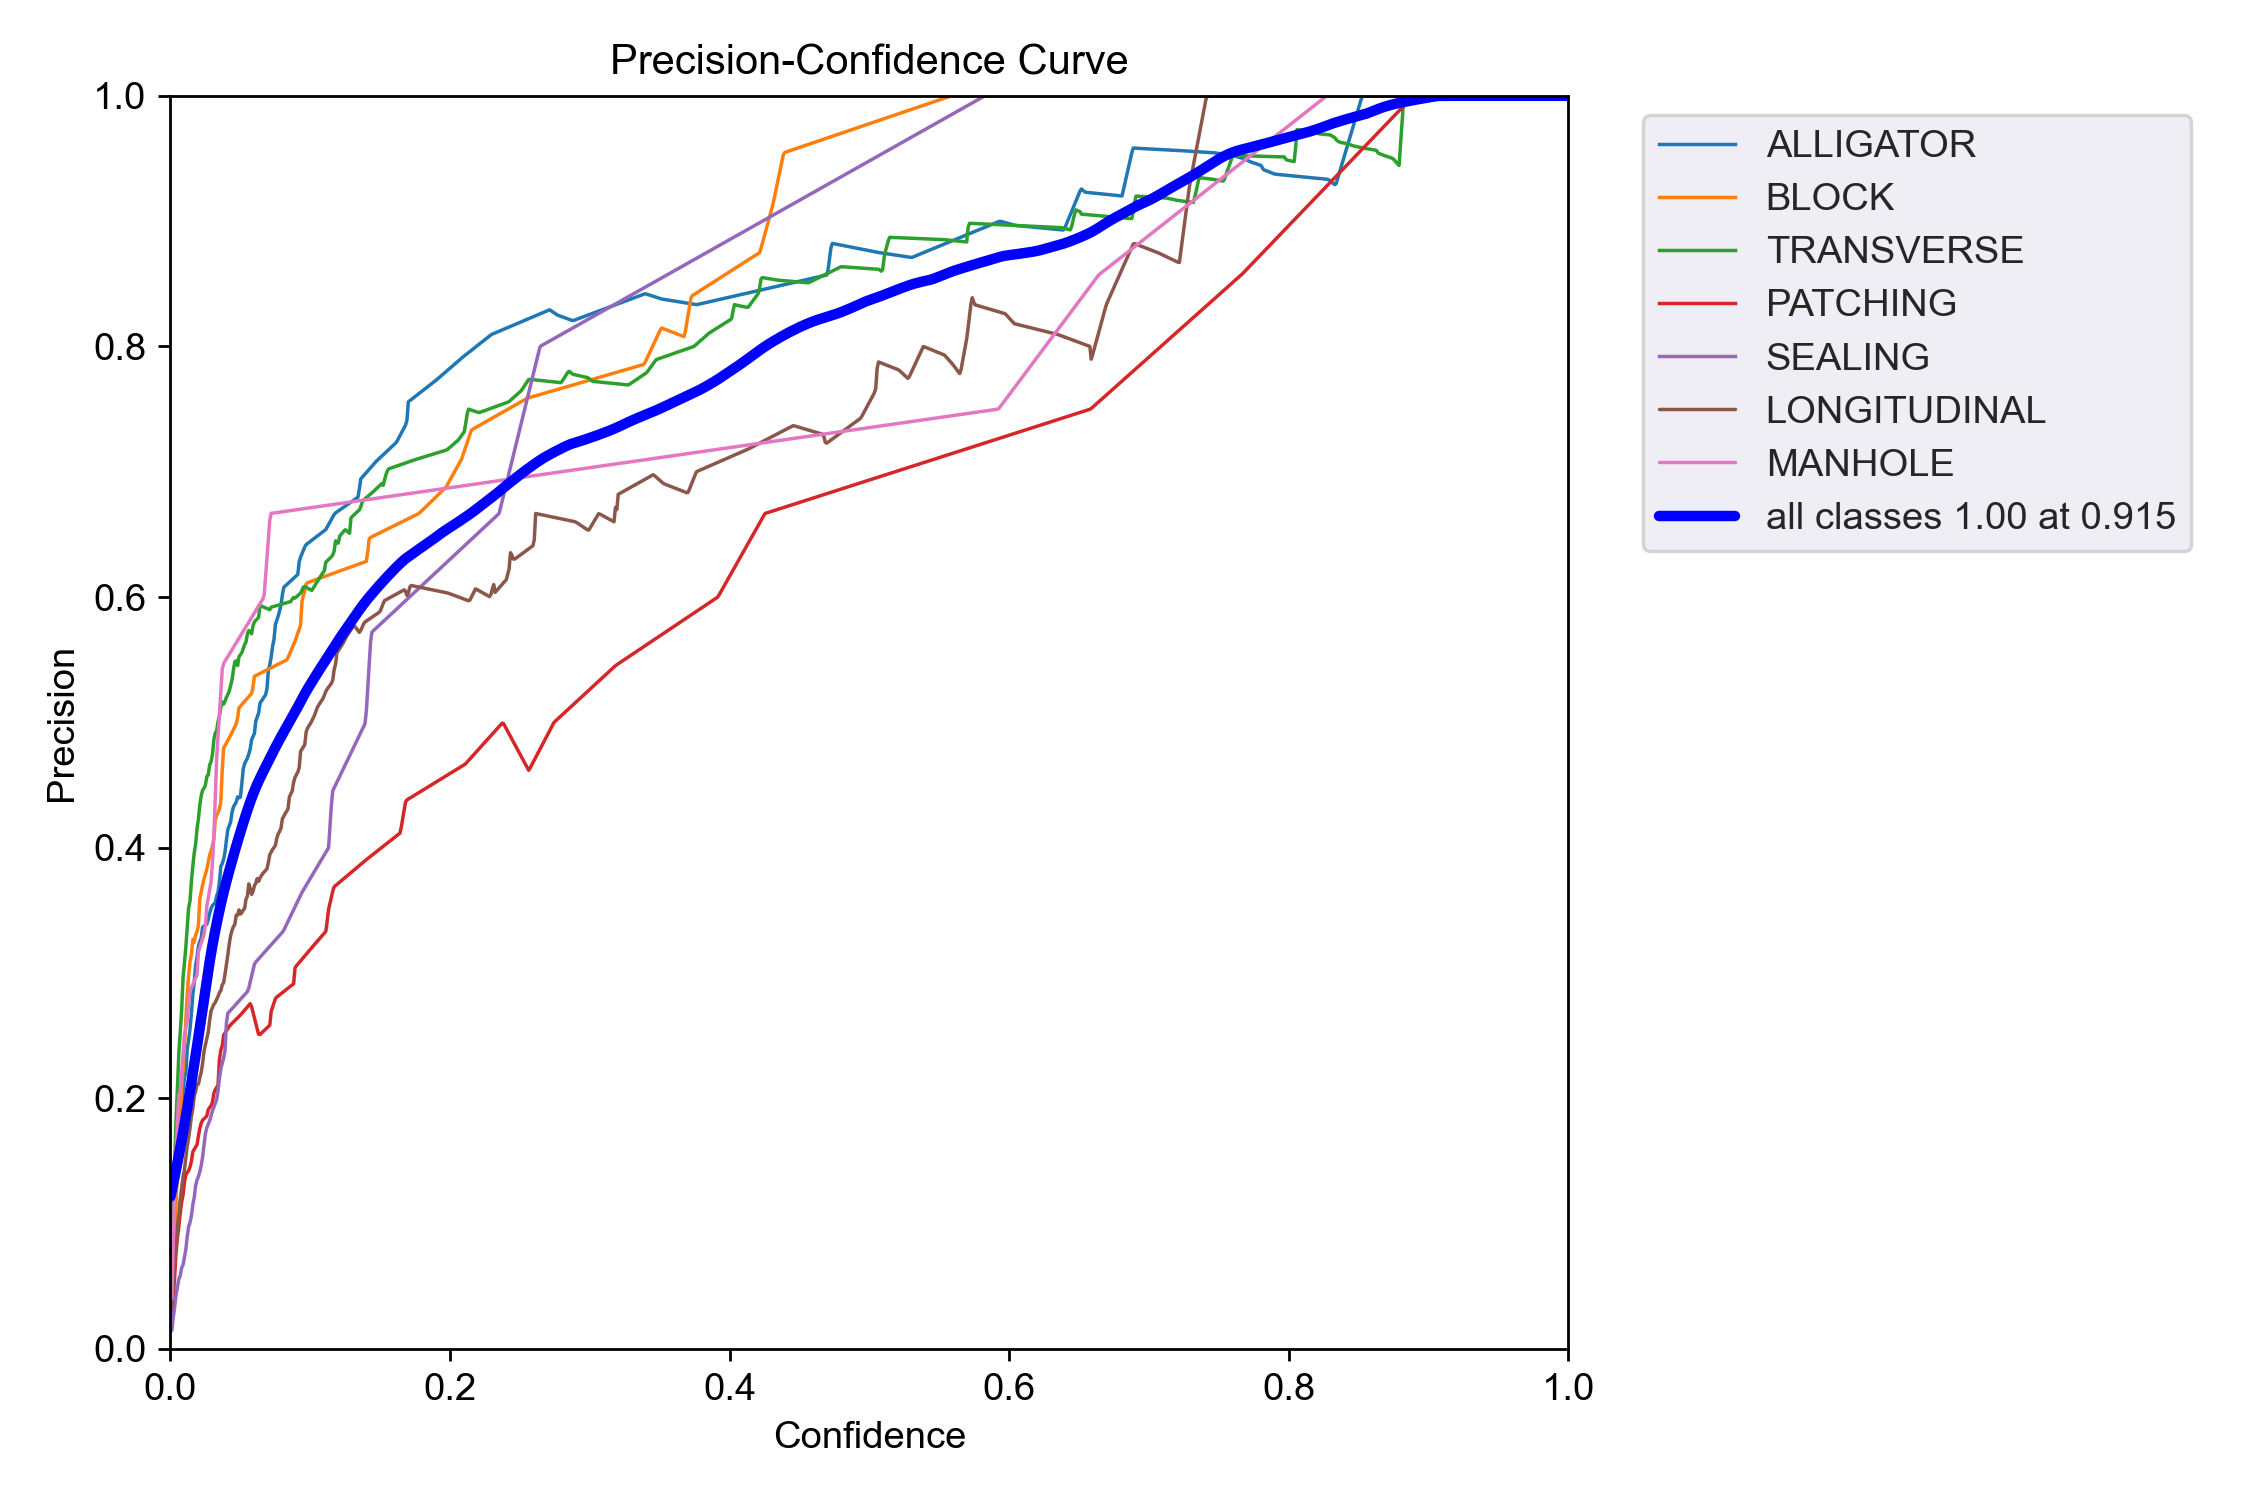 Precision-Confidence Curve
1.0
0.8
0.6
0.4
0.2
0.0
Precision
0.0 0.2 0.4 0.6 0.8 1.0
Confidence
ALLIGATOR
BLOCK
TRANSVERSE
PATCHING
SEALING
LONGITUDINAL
MANHOLE
all classes 1.00 at 0.915